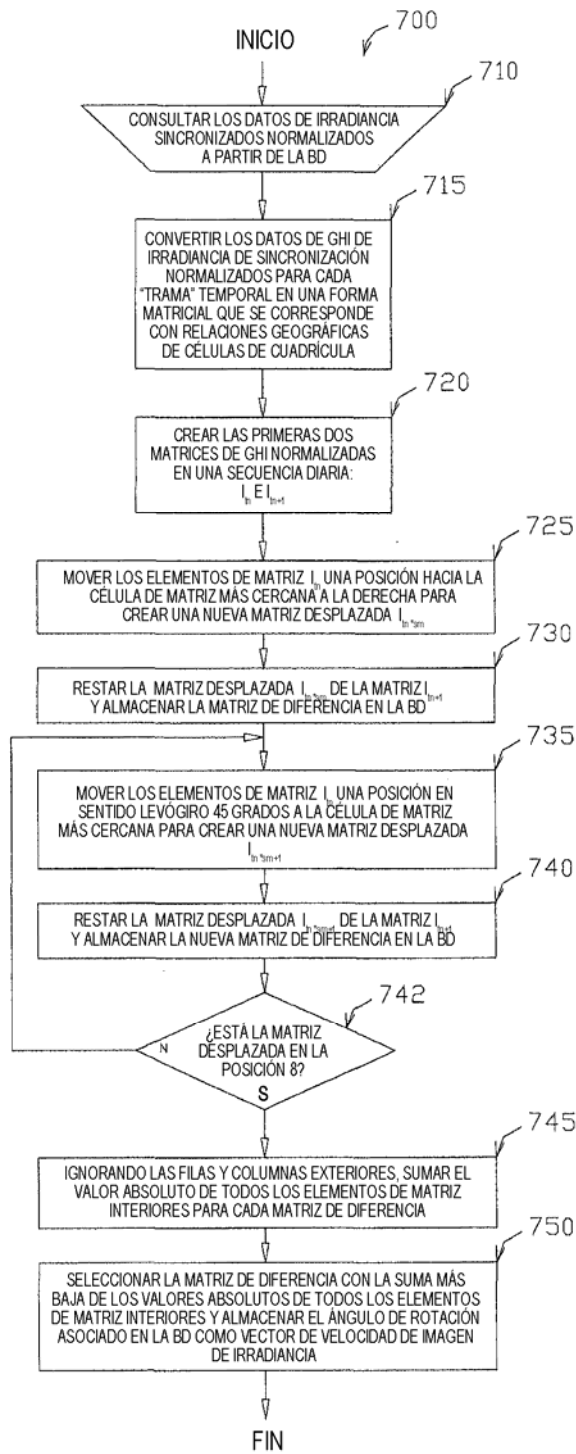 700
INICIO
710
CONSULTAR LOS DATOS DE IRRADIANCIA
SINCRONIZADOS NORMALIZADOS
A PARTIR DE LA BD
715
CONVERTIR LOS DATOS DE GHI DE
IRRADIANCIA DE SINCRONIZACIÓN
NORMALIZADOS PARA CADA
"TRAMA" TEMPORAL EN UNA FORMA
MATRICIAL QUE SE CORRESPONDE
CON RELACIONES GEOGRÁFICAS
DE CÉLULAS DE CUADRÍCULA
720
CREAR LAS PRIMERAS DOS
MATRICES DE GHI NORMALIZADAS
EN UNA SECUENCIA DIARIA:
I_tn E I_tn+1
725
MOVER LOS ELEMENTOS DE MATRIZ I_tn UNA POSICIÓN HACIA LA
CÉLULA DE MATRIZ MÁS CERCANA A LA DERECHA PARA
CREAR UNA NUEVA MATRIZ DESPLAZADA I_tn*sm
730
RESTAR LA MATRIZ DESPLAZADA I_tn*sm DE LA MATRIZ I_tn+1
Y ALMACENAR LA MATRIZ DE DIFERENCIA EN LA BD
735
MOVER LOS ELEMENTOS DE MATRIZ I_tn UNA POSICIÓN EN
SENTIDO LEVÓGIRO 45 GRADOS A LA CÉLULA DE MATRIZ
MÁS CERCANA PARA CREAR UNA NUEVA MATRIZ DESPLAZADA
I_tn*sm+1
740
RESTAR LA MATRIZ DESPLAZADA I_tn*sm+1 DE LA MATRIZ I_tn+1
Y ALMACENAR LA NUEVA MATRIZ DE DIFERENCIA EN LA BD
742
¿ESTÁ LA MATRIZ
DESPLAZADA EN LA
POSICIÓN 8?
N
S
745
IGNORANDO LAS FILAS Y COLUMNAS EXTERIORES, SUMAR EL
VALOR ABSOLUTO DE TODOS LOS ELEMENTOS DE MATRIZ
INTERIORES PARA CADA MATRIZ DE DIFERENCIA
750
SELECCIONAR LA MATRIZ DE DIFERENCIA CON LA SUMA MÁS
BAJA DE LOS VALORES ABSOLUTOS DE TODOS LOS ELEMENTOS
DE MATRIZ INTERIORES Y ALMACENAR EL ÁNGULO DE ROTACIÓN
ASOCIADO EN LA BD COMO VECTOR DE VELOCIDAD DE IMAGEN
DE IRRADIANCIA
FIN